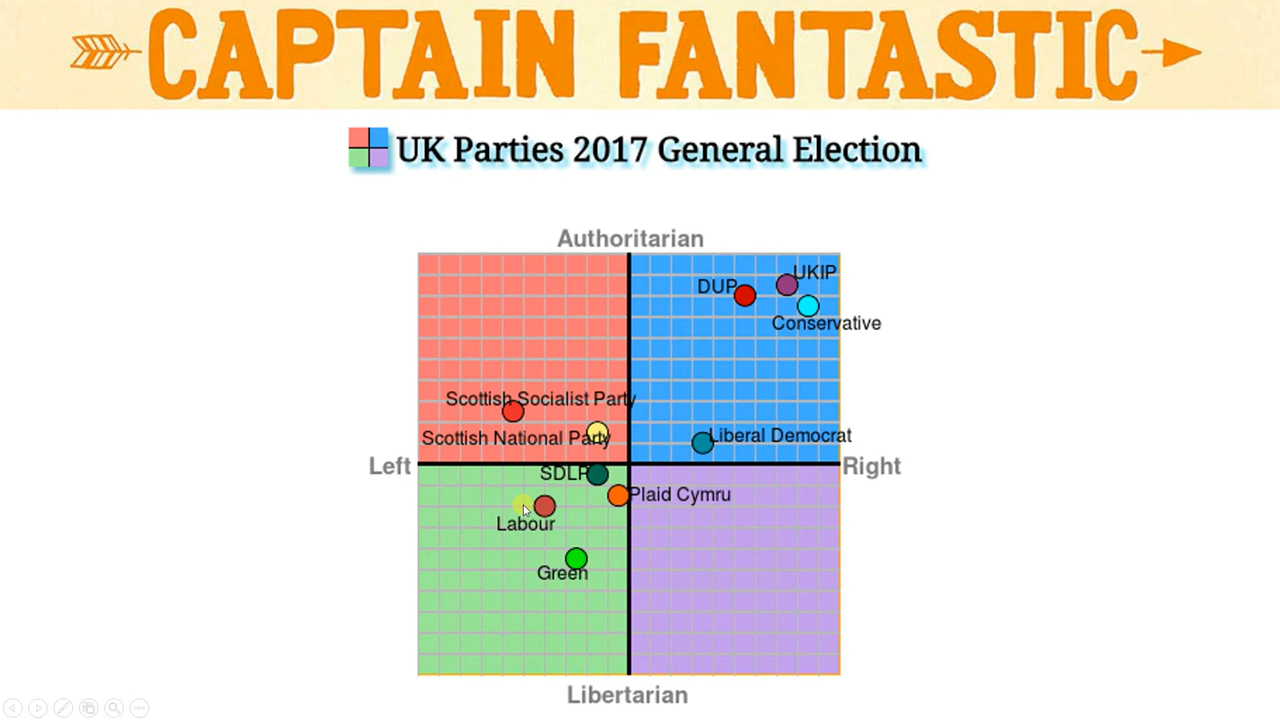 CAPTAIN FANTASTIC
UK Parties 2017 General Election
Authoritarian
UKIP
DUP
Conservative
Scottish Socialist Party
Scottish National Party
Liberal Democrat
Left
Right
SDLP
Plaid Cymru
Labour
Green
Libertarian